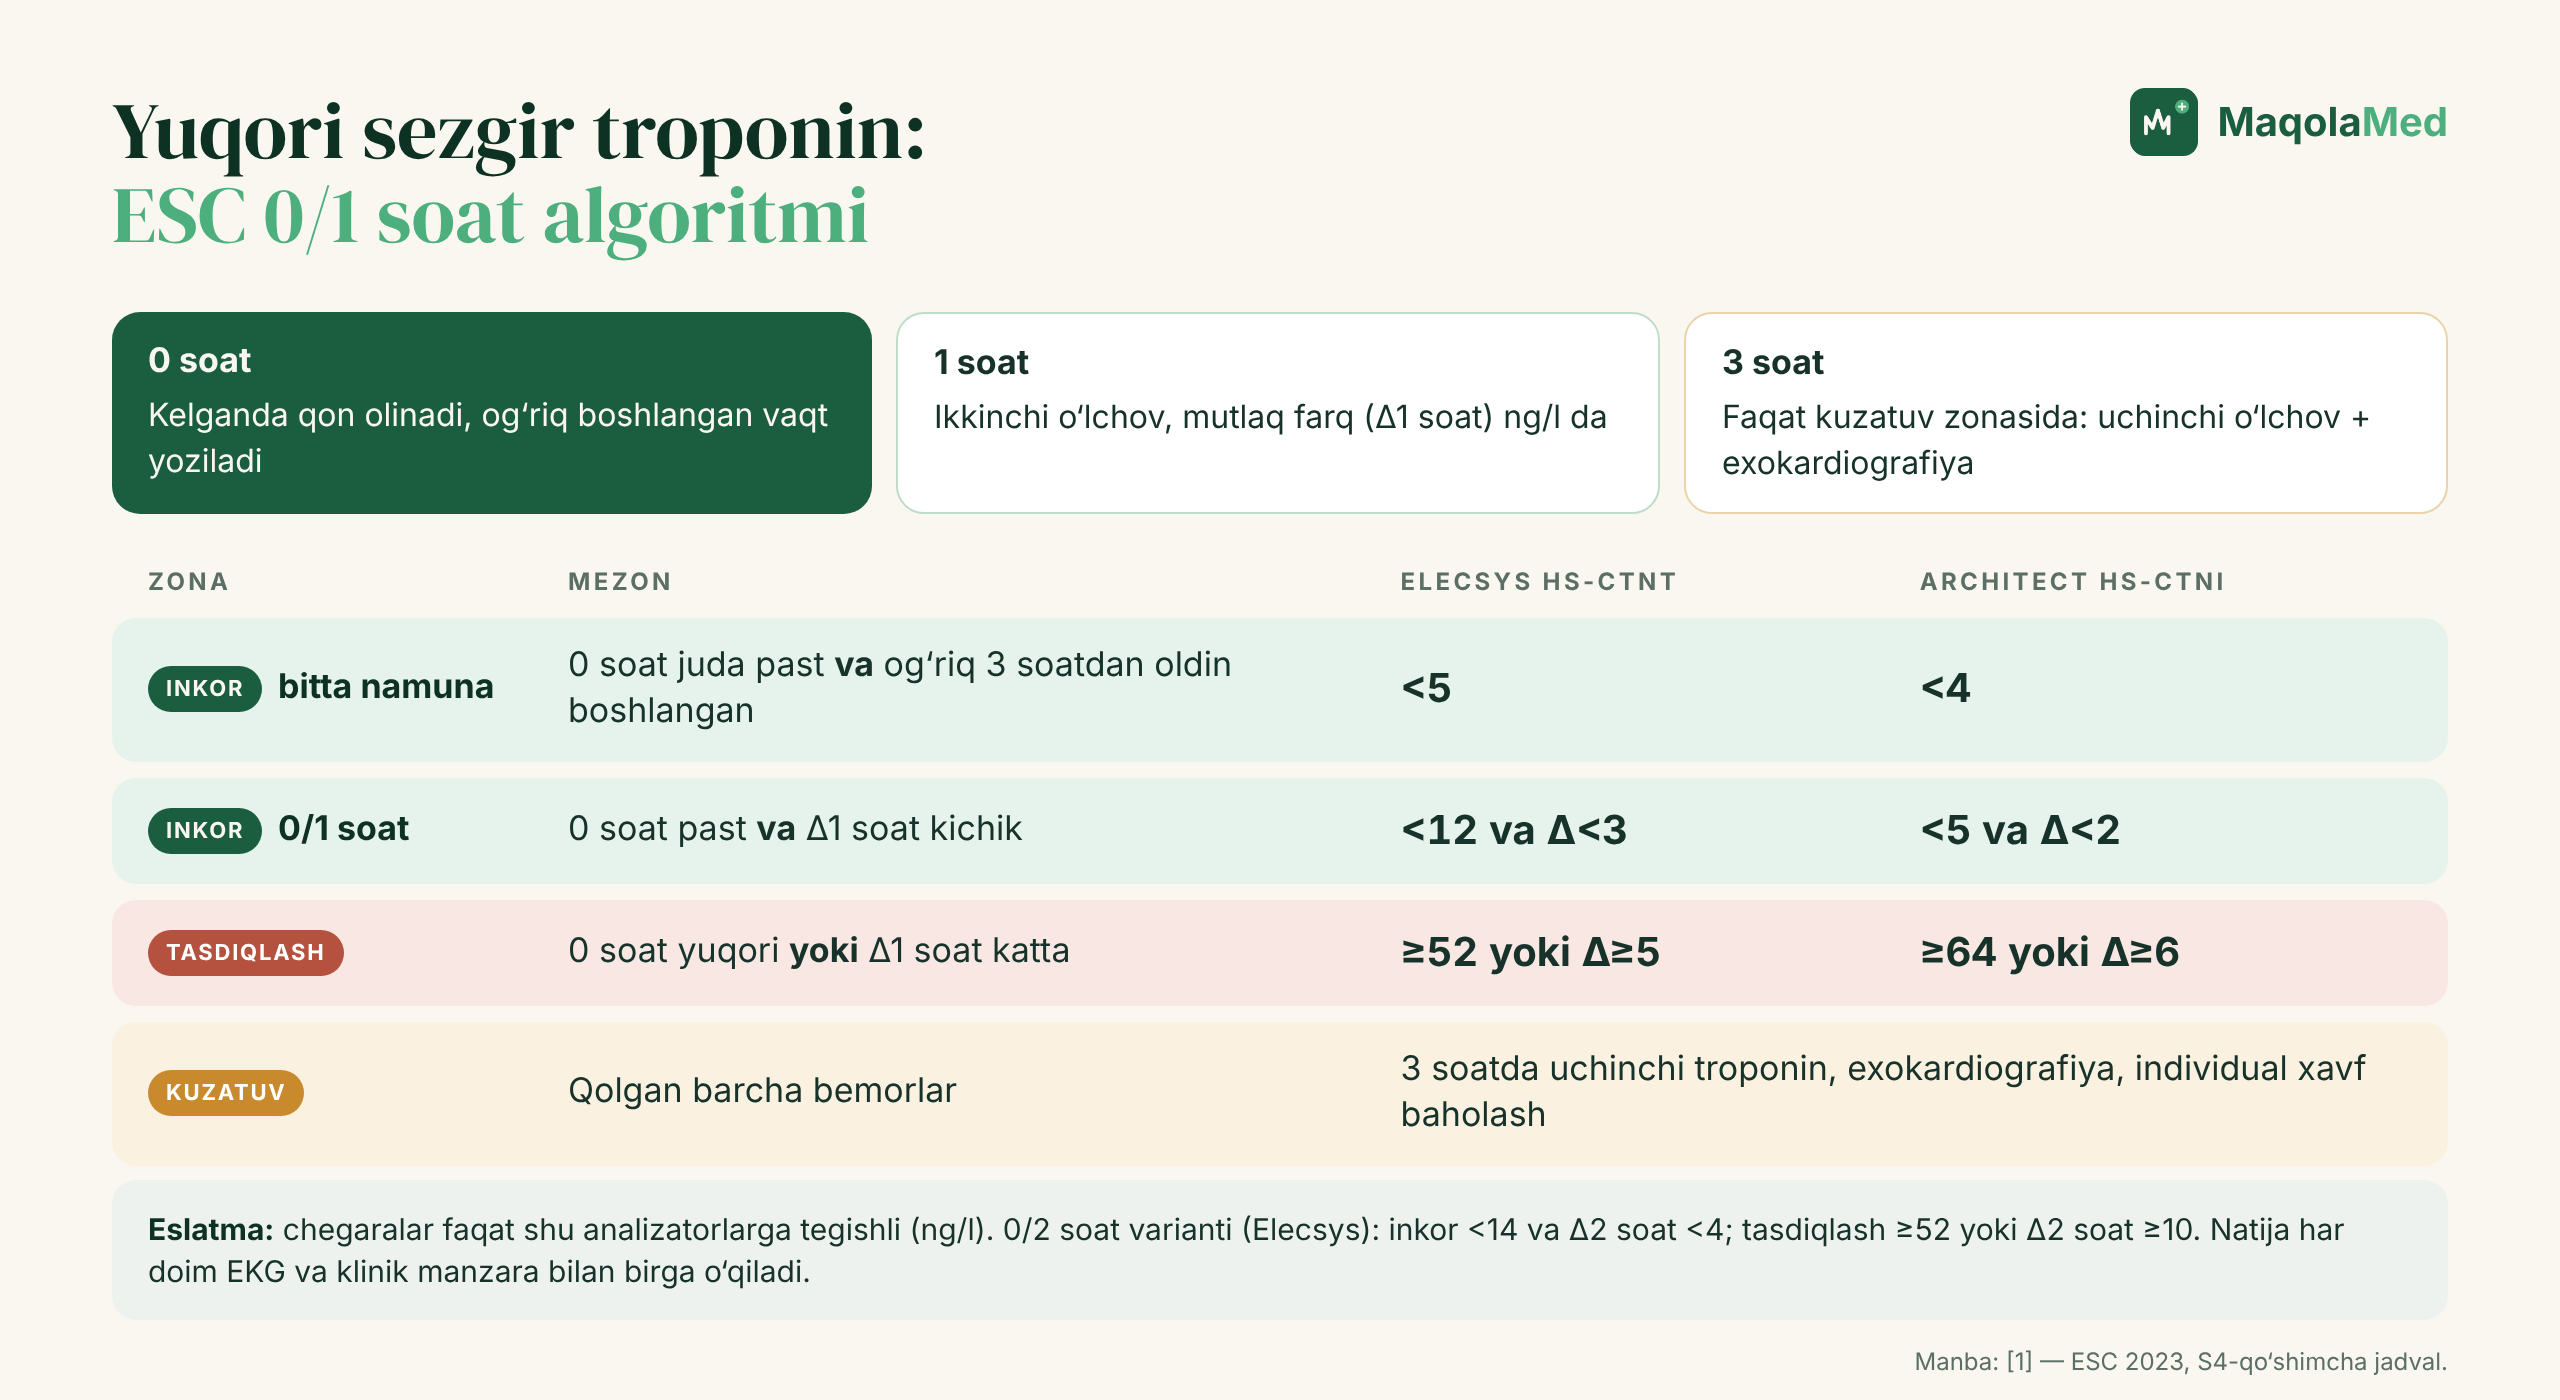 Yuqori sezgir troponin:
ESC 0/1 soat algoritmi
MaqolaMed
0 soat
Kelganda qon olinadi, og‘riq boshlangan vaqt
yoziladi
1 soat
Ikkinchi o‘lchov, mutlaq farq (Δ1 soat) ng/l da
3 soat
Faqat kuzatuv zonasida: uchinchi o‘lchov +
exokardiografiya
ZONA MEZON ELECSYS HS-CTNT ARCHITECT HS-CTNI
INKOR bitta namuna
0 soat juda past va og‘riq 3 soatdan oldin
boshlangan
<5
<4
INKOR 0/1 soat
0 soat past va Δ1 soat kichik
<12 va Δ<3
<5 va Δ<2
TASDIQLASH
0 soat yuqori yoki Δ1 soat katta
≥52 yoki Δ≥5
≥64 yoki Δ≥6
KUZATUV
Qolgan barcha bemorlar
3 soatda uchinchi troponin, exokardiografiya, individual xavf
baholash
Eslatma: chegaralar faqat shu analizatorlarga tegishli (ng/l). 0/2 soat varianti (Elecsys): inkor <14 va Δ2 soat <4; tasdiqlash ≥52 yoki Δ2 soat ≥10. Natija har
doim EKG va klinik manzara bilan birga o‘qiladi.
Manba: [1] — ESC 2023, S4-qo‘shimcha jadval.